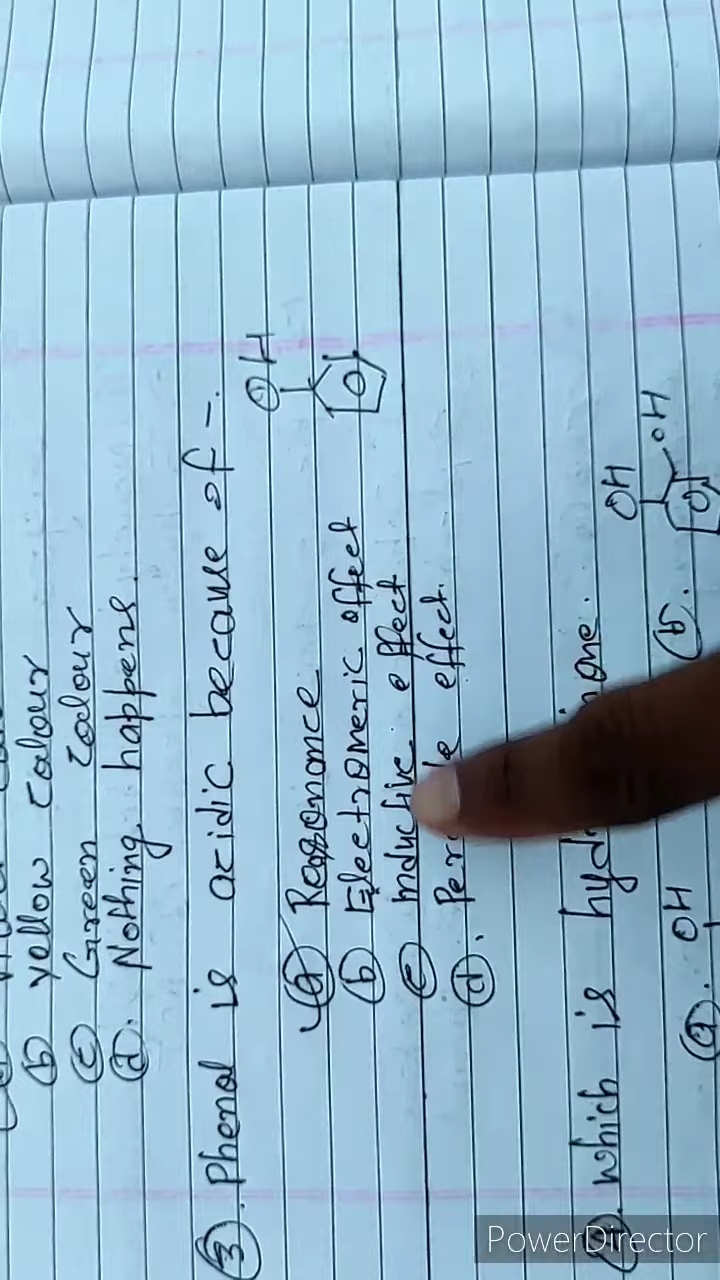 (b) yellow colour
(c) Green colour
(d). Nothing happens.
(3). Phenol is acidic because of -.
OH
(a) Resonance
(b) Electromeric effect
(c) inductive effect
(d). effect.
(4). which is
(a). OH
(b). OH OH
PowerDirector